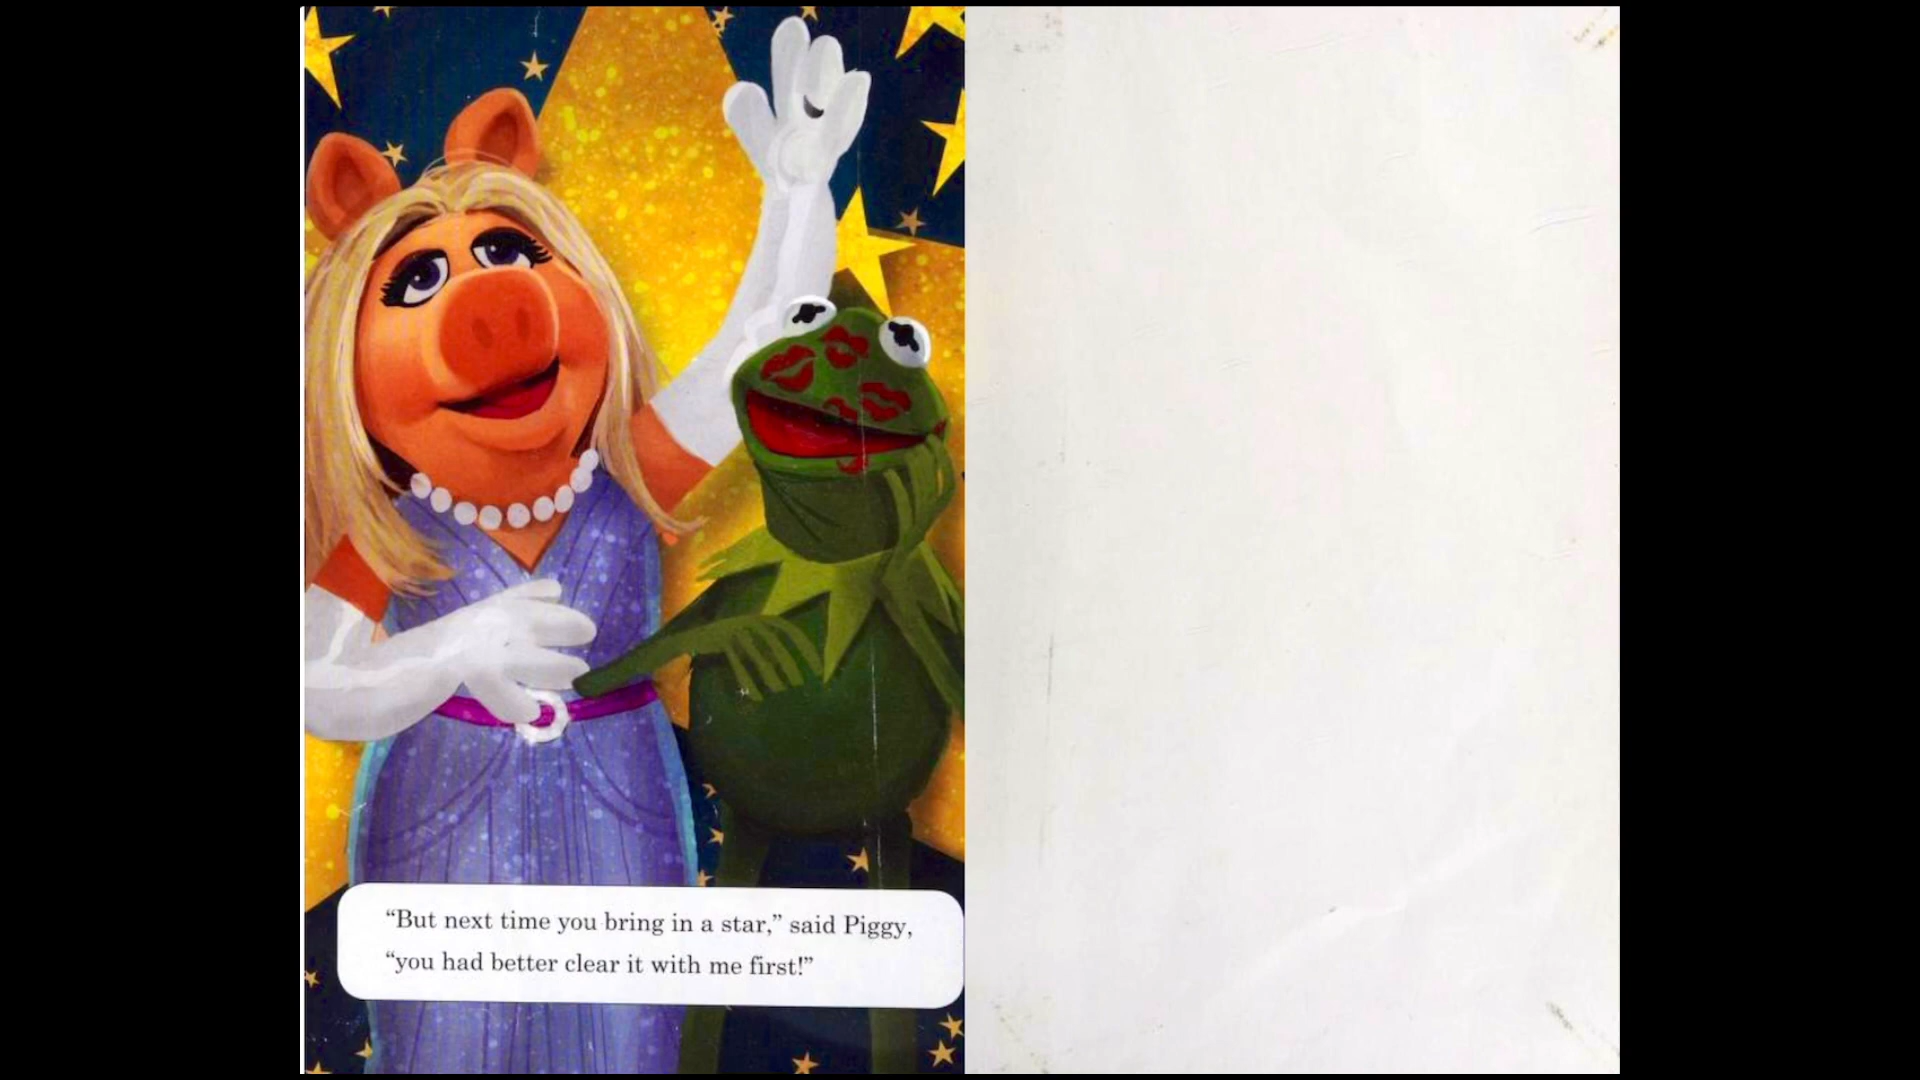 “But next time you bring in a star,” said Piggy,
“you had better clear it with me first!”